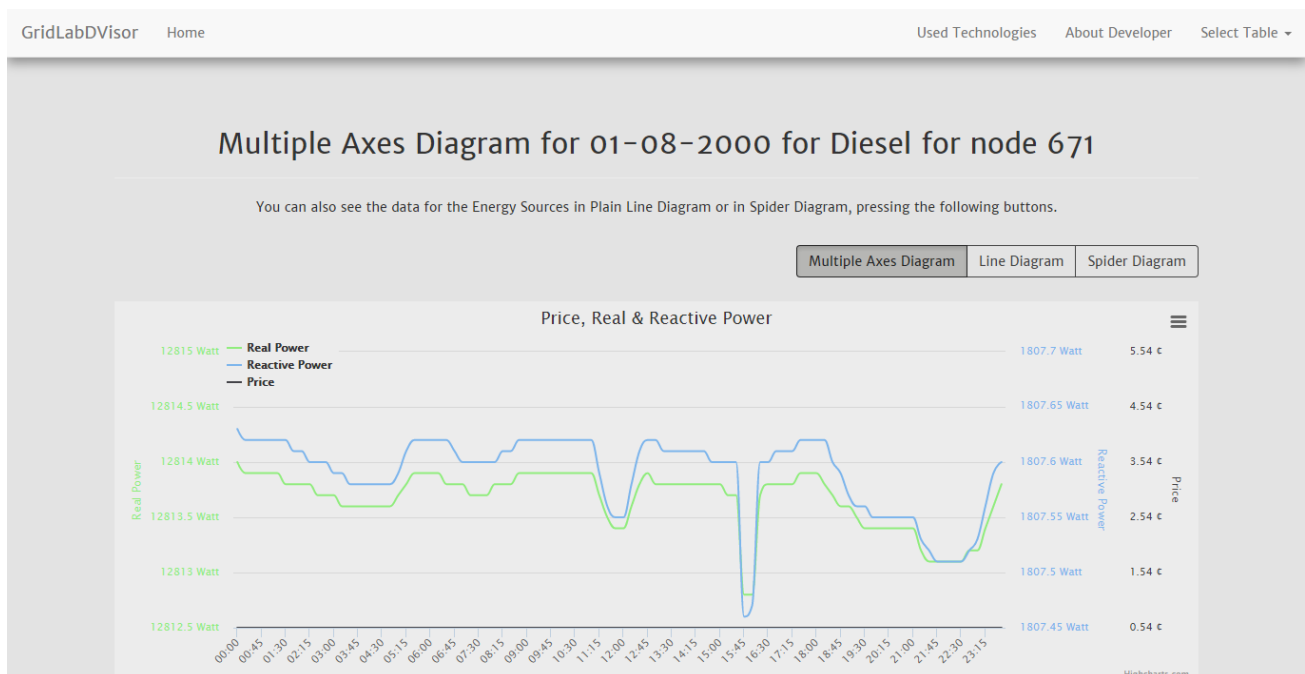 GridLabDVisor Home Used Technologies About Developer Select Table
Multiple Axes Diagram for 01-08-2000 for Diesel for node 671
You can also see the data for the Energy Sources in Plain Line Diagram or in Spider Diagram, pressing the following buttons.
Multiple Axes Diagram Line Diagram Spider Diagram
Price, Real & Reactive Power
Real Power
Reactive Power
Price
12815 Watt
12814.5 Watt
12814 Watt
12813.5 Watt
12813 Watt
12812.5 Watt
Real Power
1807.7 Watt
1807.65 Watt
1807.6 Watt
1807.55 Watt
1807.5 Watt
1807.45 Watt
Reactive Power
5.54 ¢
4.54 ¢
3.54 ¢
2.54 ¢
1.54 ¢
0.54 ¢
Price
00:00 00:45 01:30 02:15 03:00 03:45 04:30 05:15 06:00 06:45 07:30 08:15 09:00 09:45 10:30 11:15 12:00 12:45 13:30 14:15 15:00 15:45 16:30 17:15 18:00 18:45 19:30 20:15 21:00 21:45 22:30 23:15
Highcharts.com